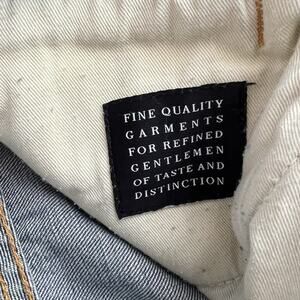 FINE QUALITY
GARMENTS
FOR REFINED
GENTLEMEN
OF TASTE AND
DISTINCTION